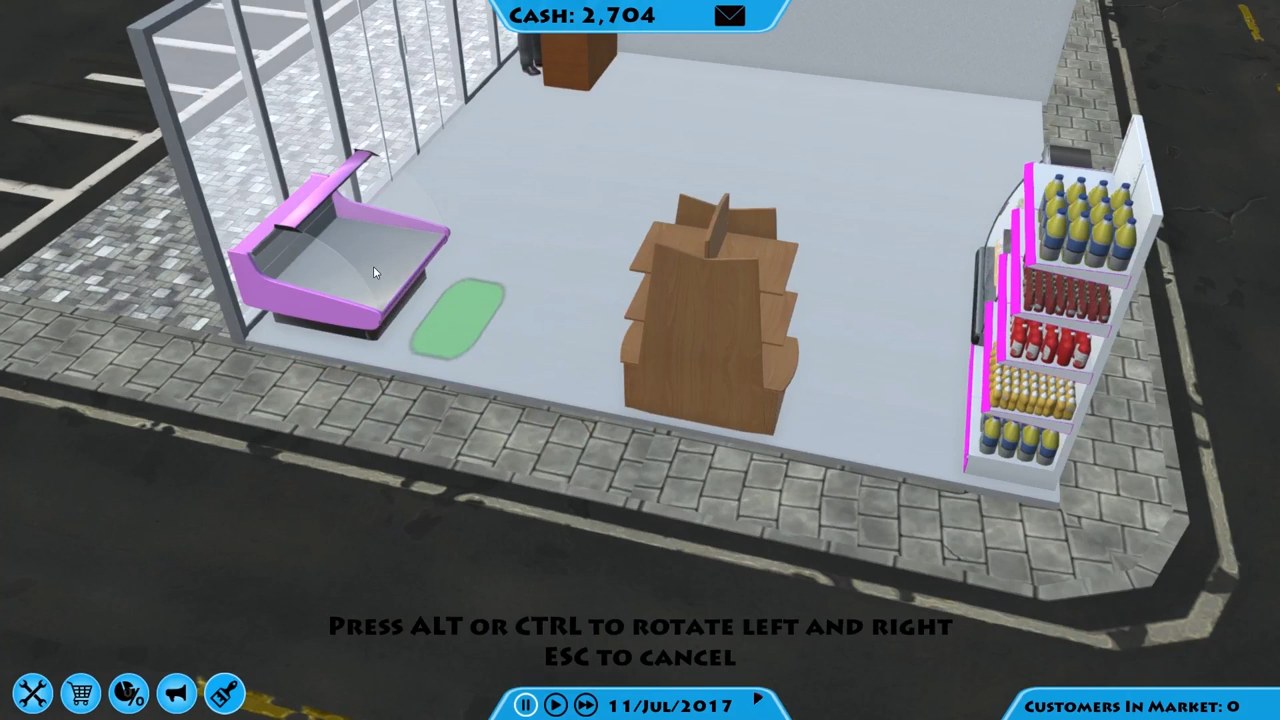 CASH: 2,704
PRESS ALT OR CTRL TO ROTATE LEFT AND RIGHT
ESC TO CANCEL
11/JUL/2017
CUSTOMERS IN MARKET: 0